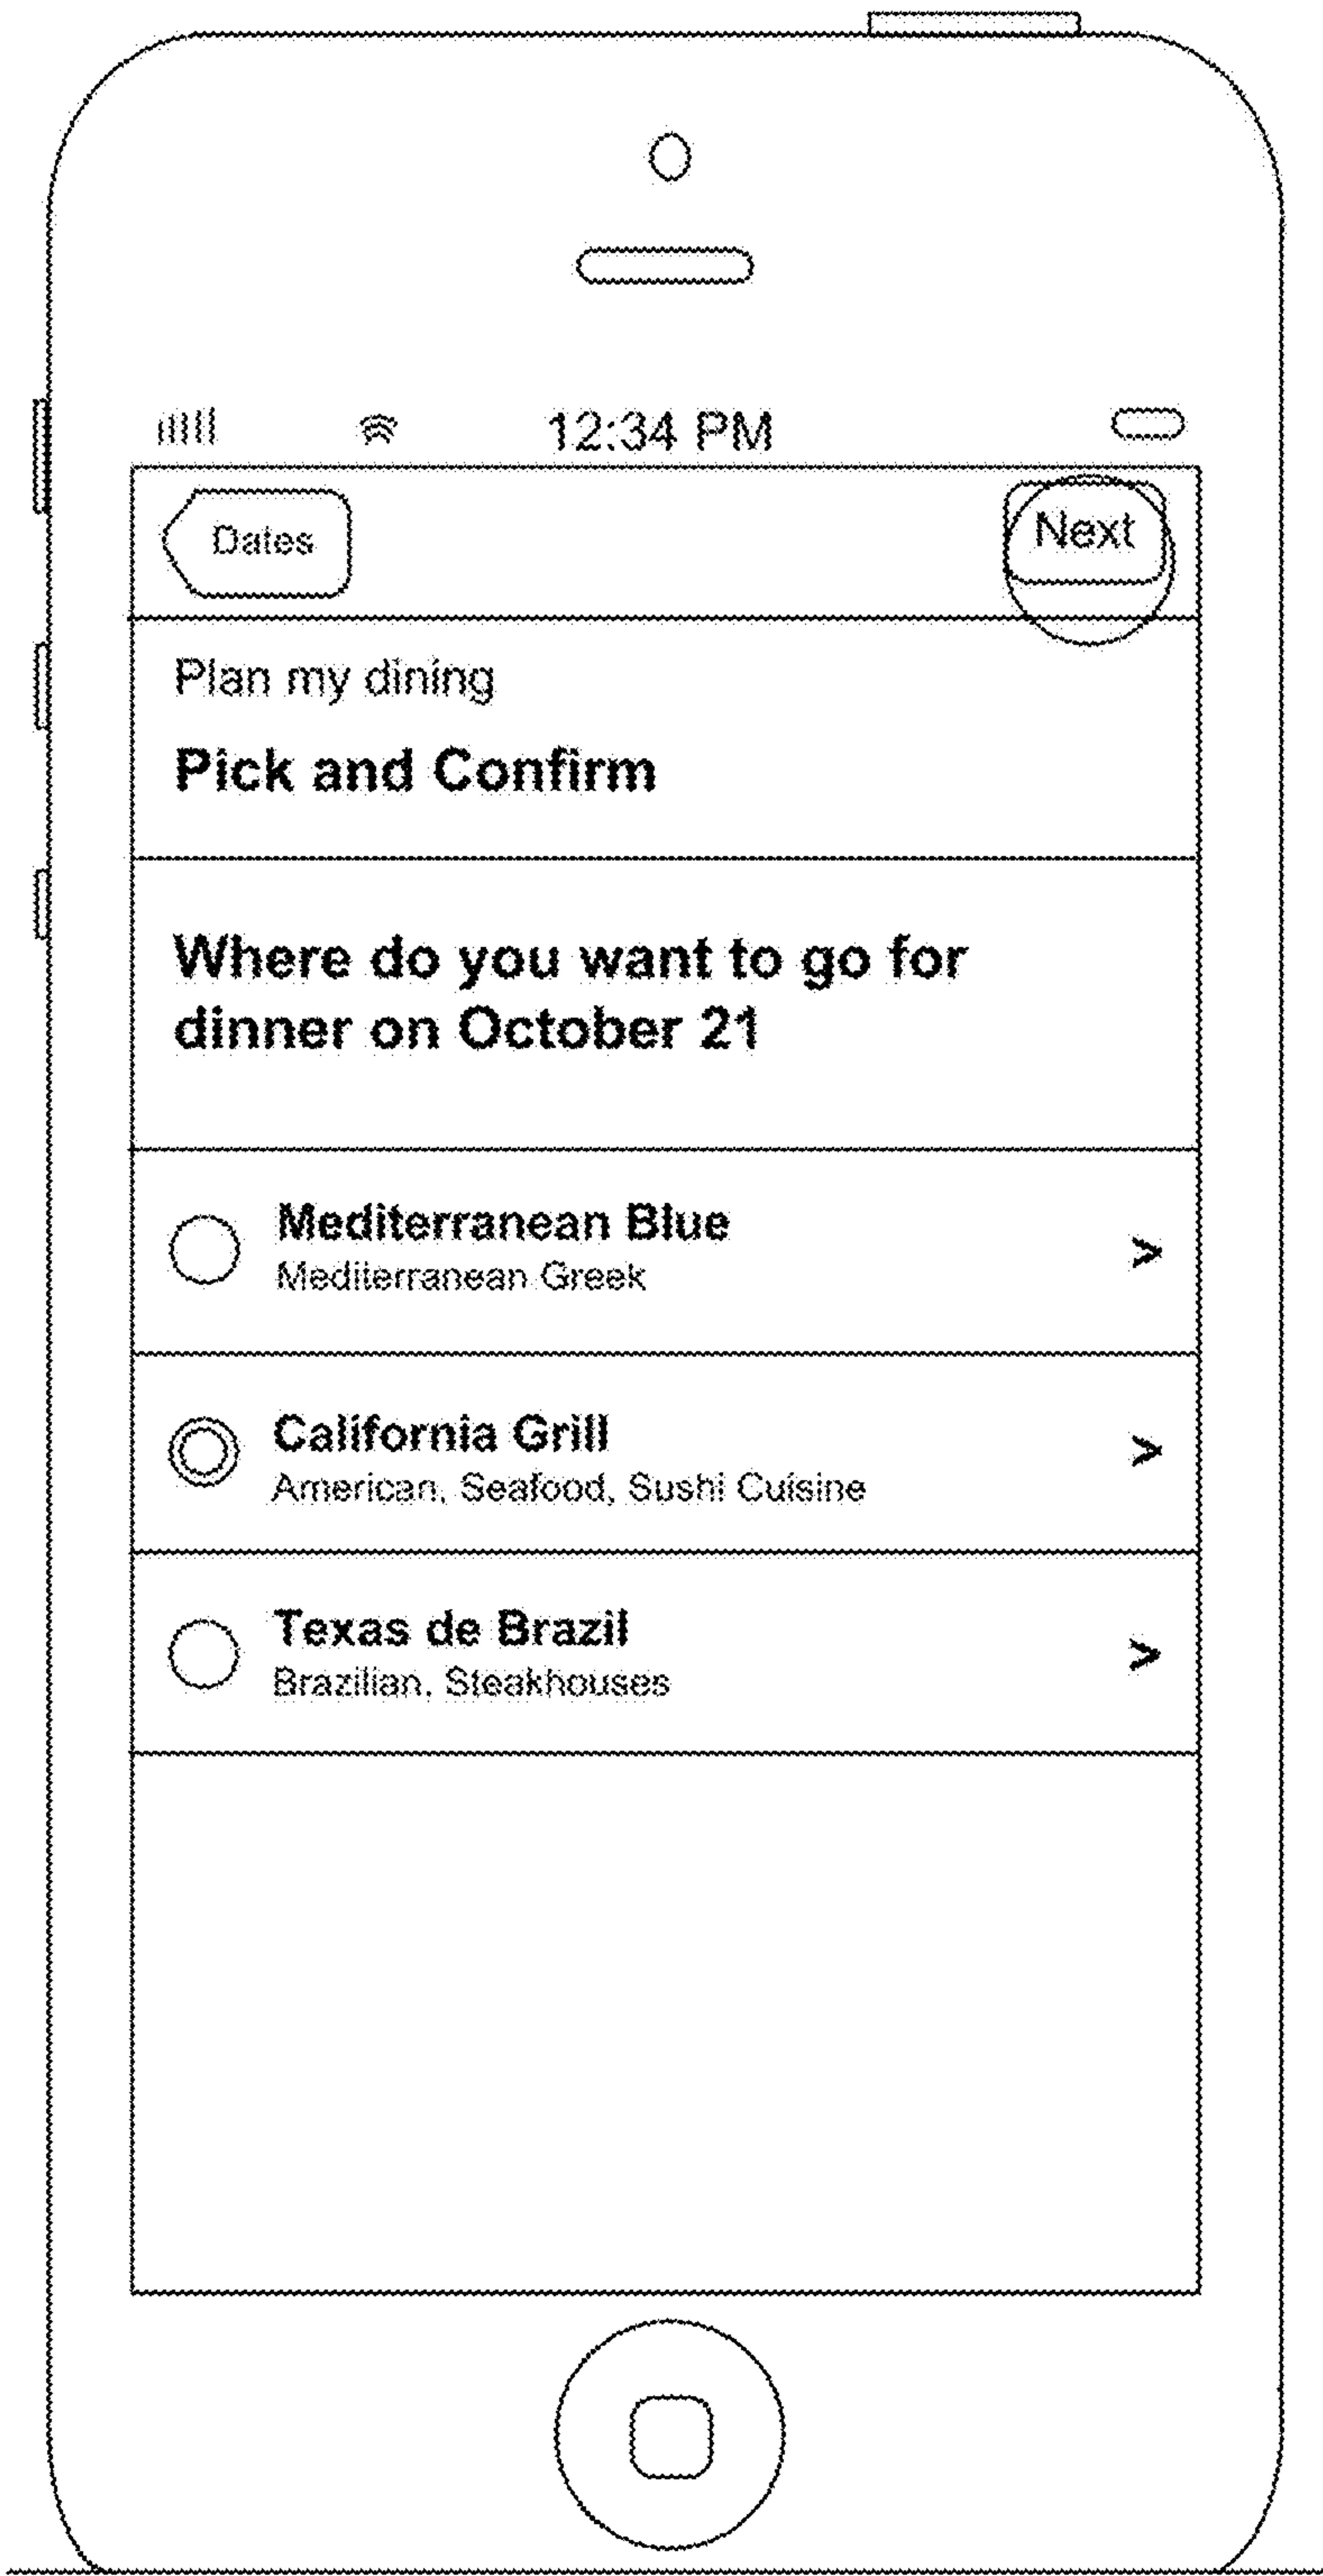 12:34 PM
Dates
Next
Plan my dining
Pick and Confirm
Where do you want to go for
dinner on October 21
Mediterranean Blue
Mediterranean Greek
>
California Grill
American, Seafood, Sushi Cuisine
>
Texas de Brazil
Brazilian, Steakhouses
>